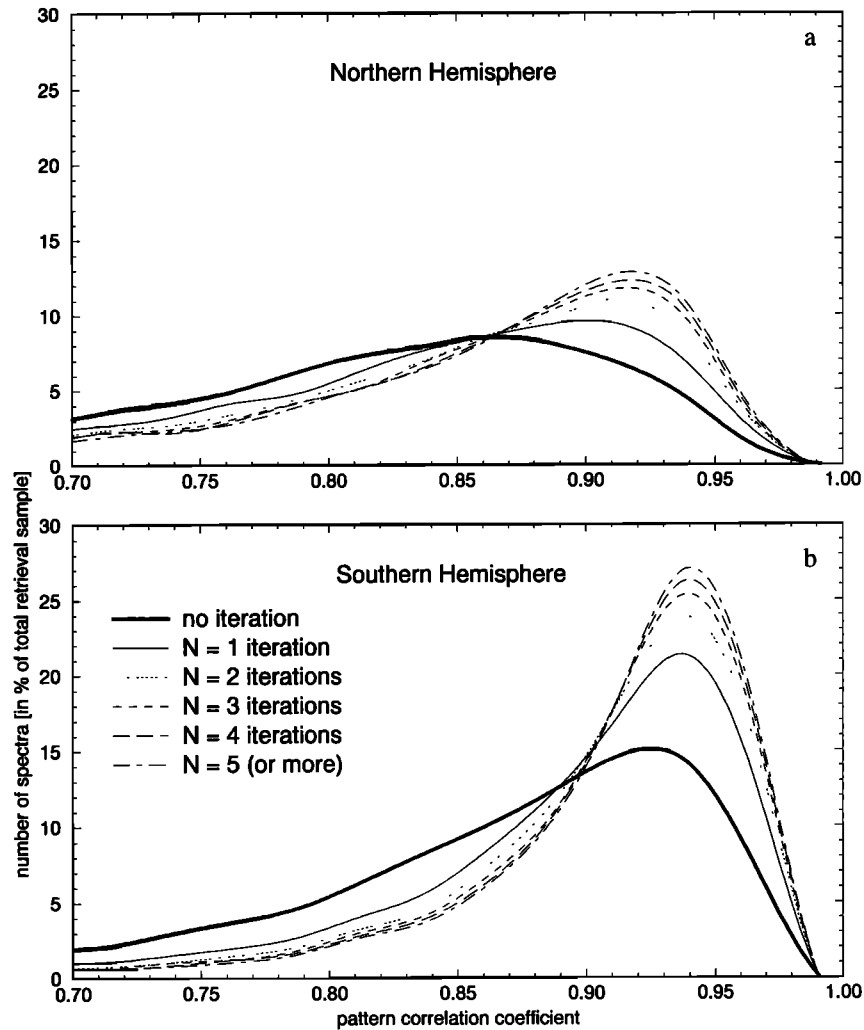 30
a
Northern Hemisphere
25
20
15
10
5
0
0.70 0.75 0.80 0.85 0.90 0.95 1.00
number of spectra [in % of total retrieval sample]
30
b
Southern Hemisphere
25
no iteration
N = 1 iteration
20
N = 2 iterations
N = 3 iterations
N = 4 iterations
15
N = 5 (or more)
10
5
0
0.70 0.75 0.80 0.85 0.90 0.95 1.00
pattern correlation coefficient